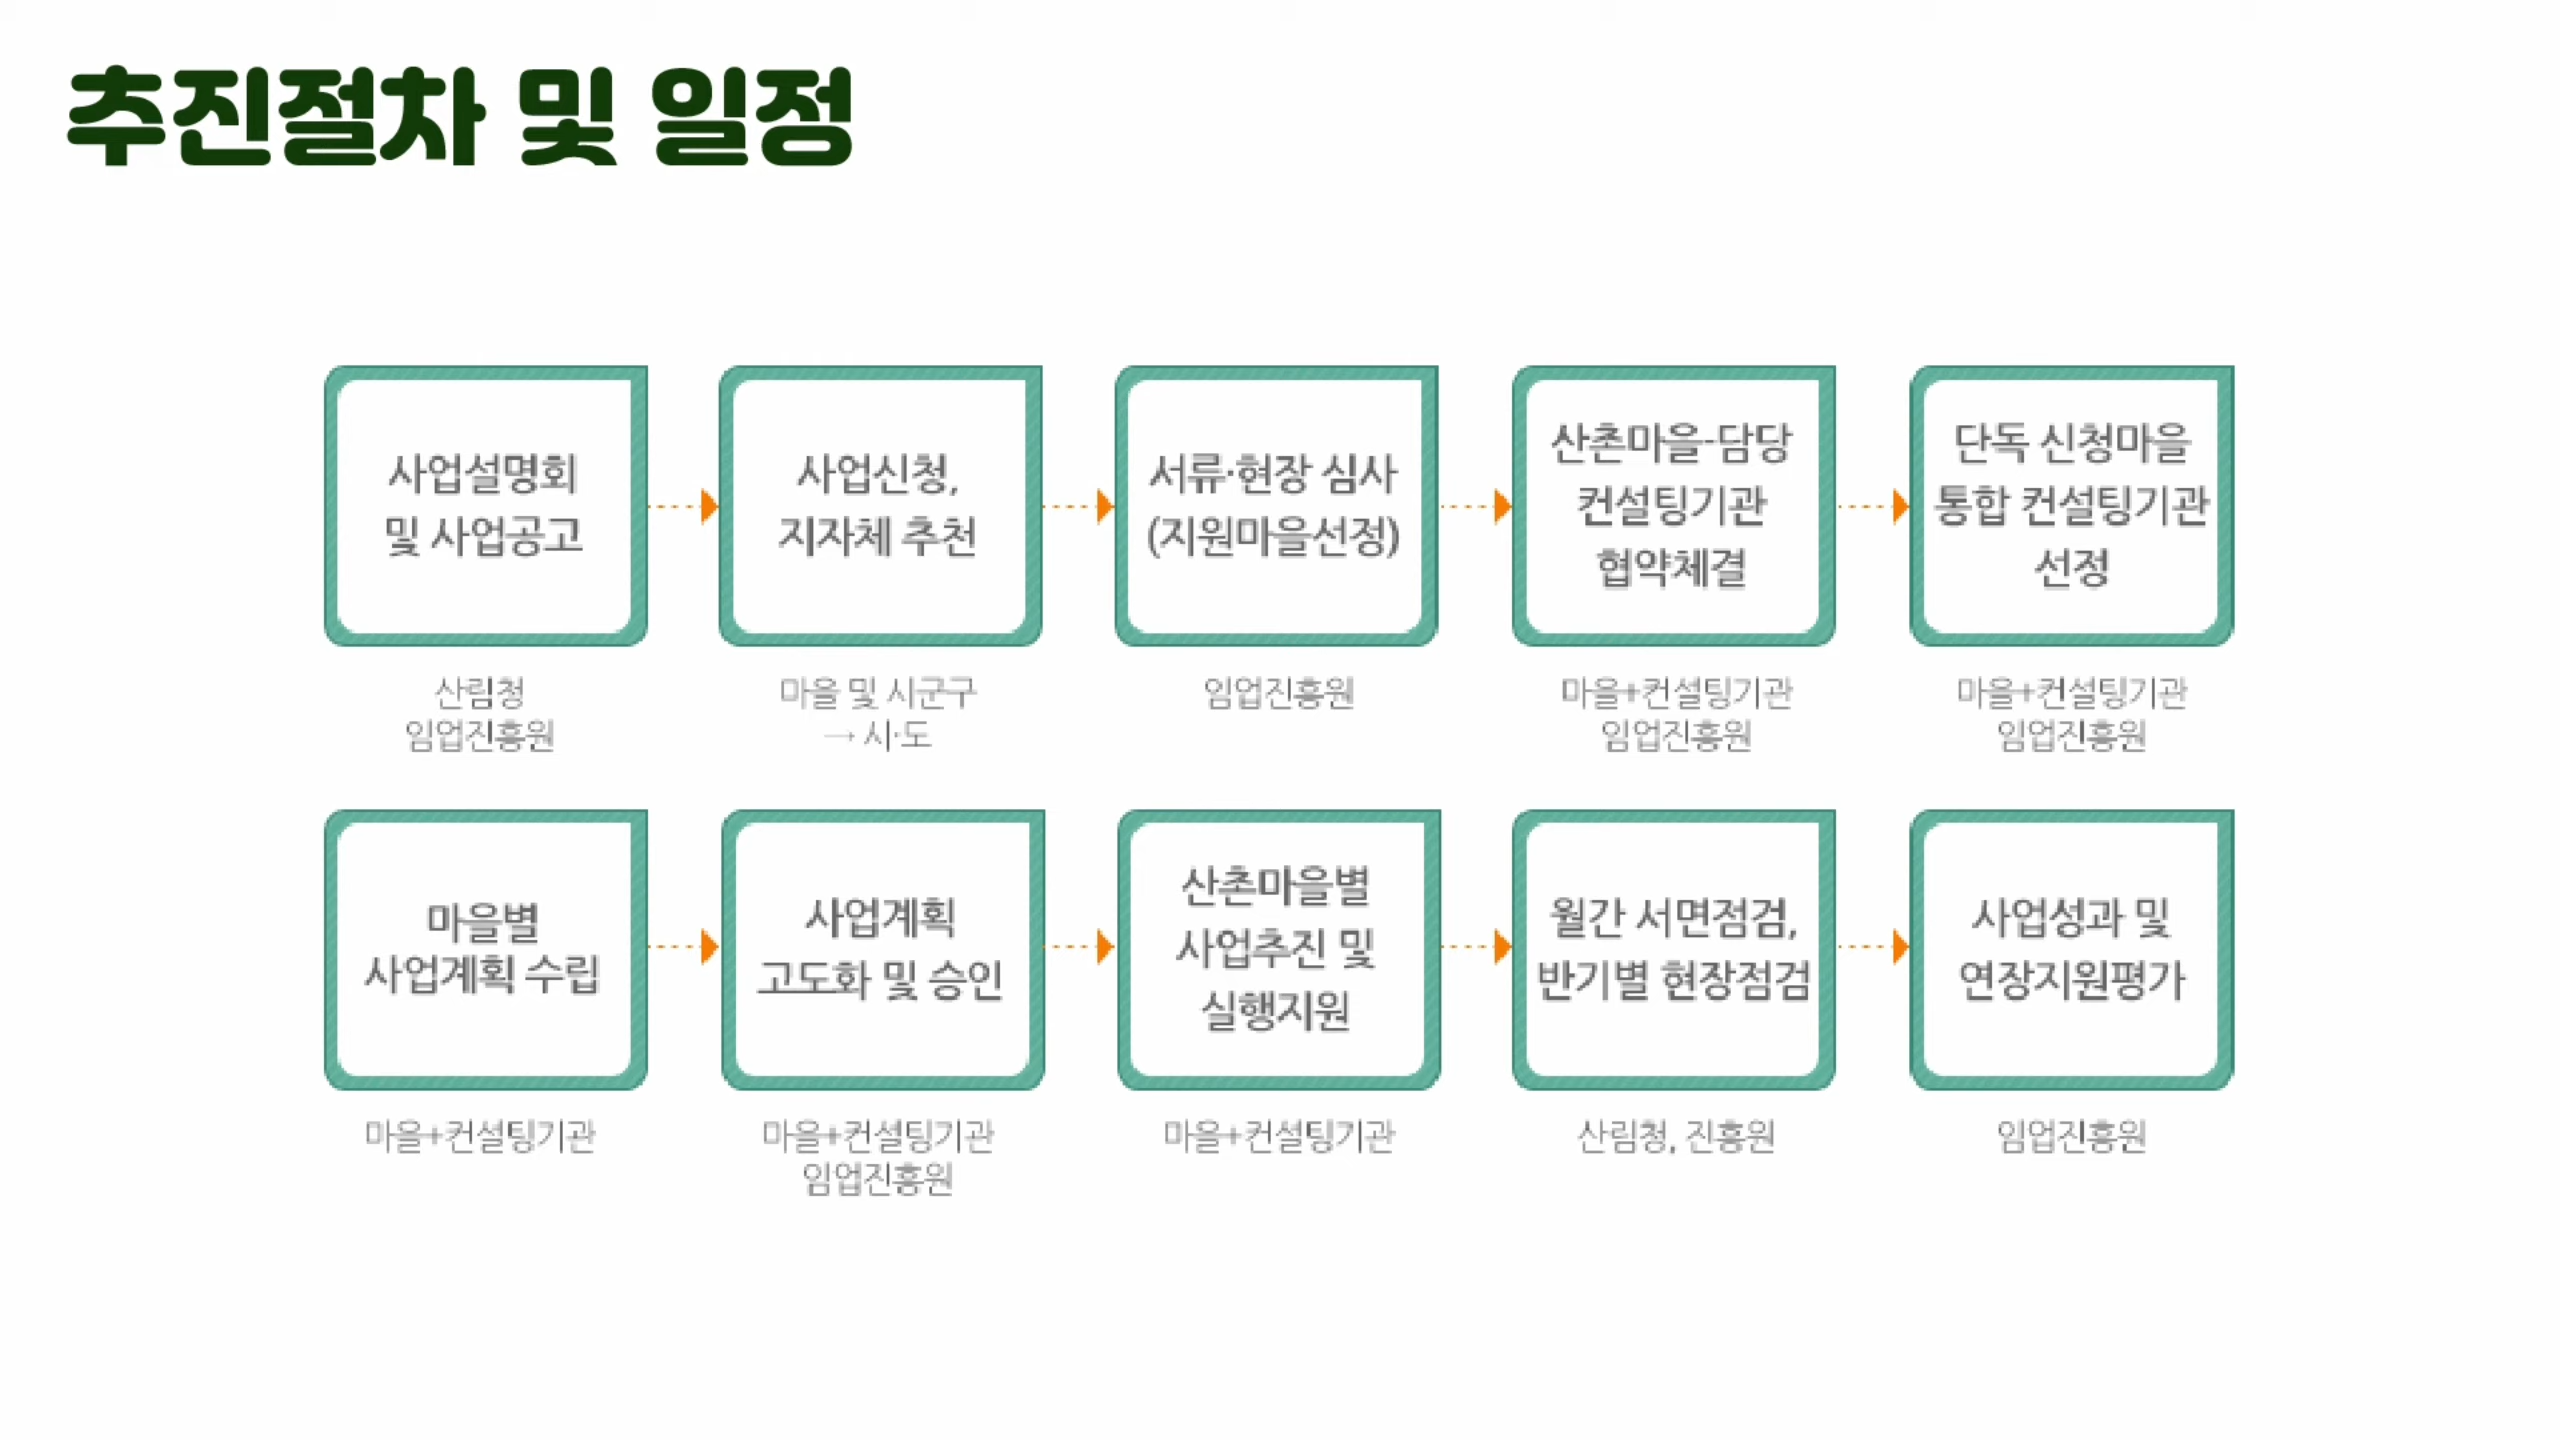 추진절차 및 일정
사업설명회
및 사업공고
산림청
임업진흥원
사업신청,
지자체 추천
마을 및 시군구
→ 시·도
서류·현장 심사
(지원마을선정)
임업진흥원
산촌마을-담당
컨설팅기관
협약체결
마을+컨설팅기관
임업진흥원
단독 신청마을
통합 컨설팅기관
선정
마을+컨설팅기관
임업진흥원
마을별
사업계획 수립
마을+컨설팅기관
사업계획
고도화 및 승인
마을+컨설팅기관
임업진흥원
산촌마을별
사업추진 및
실행지원
마을+컨설팅기관
월간 서면점검,
반기별 현장점검
산림청, 진흥원
사업성과 및
연장지원평가
임업진흥원